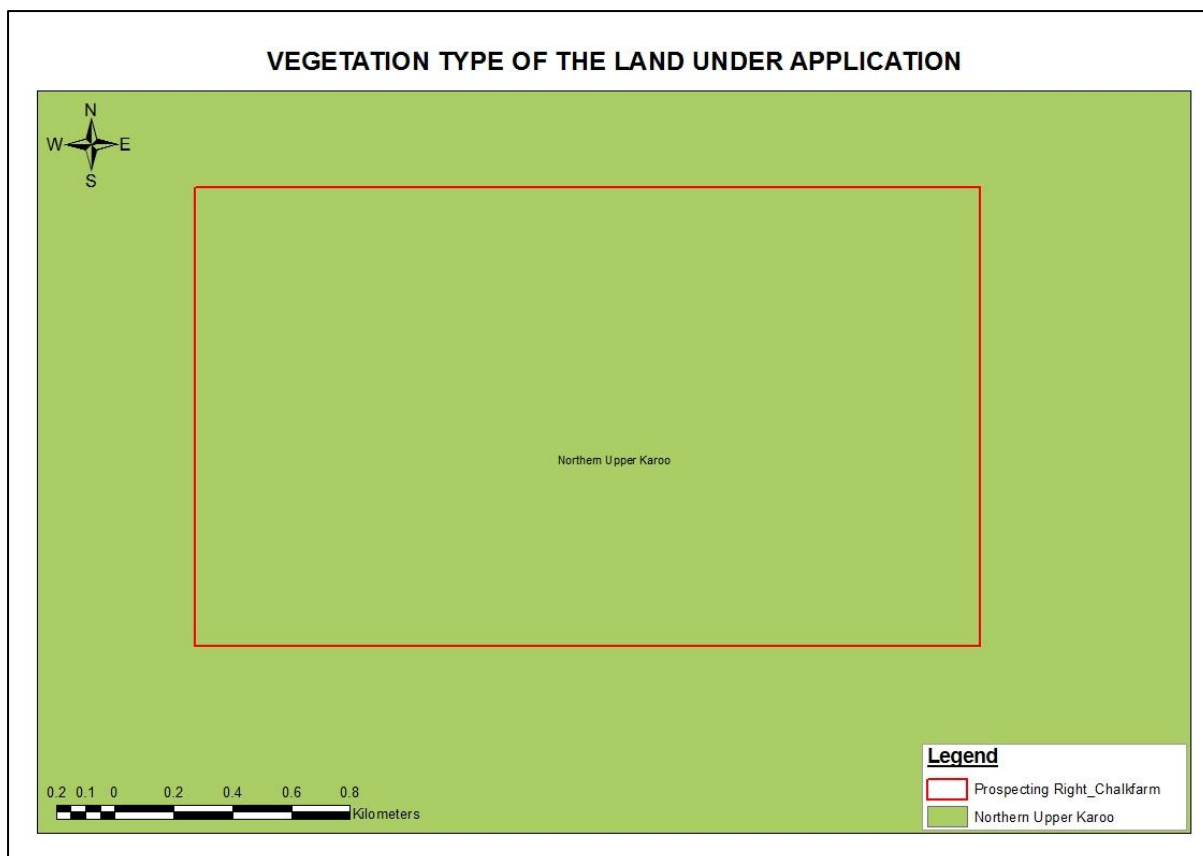 VEGETATION TYPE OF THE LAND UNDER APPLICATION
N
W E
S
Northern Upper Karoo
0.2 0.1 0 0.2 0.4 0.6 0.8
Kilometers
Legend
Prospecting Right_Chalkfarm
Northern Upper Karoo